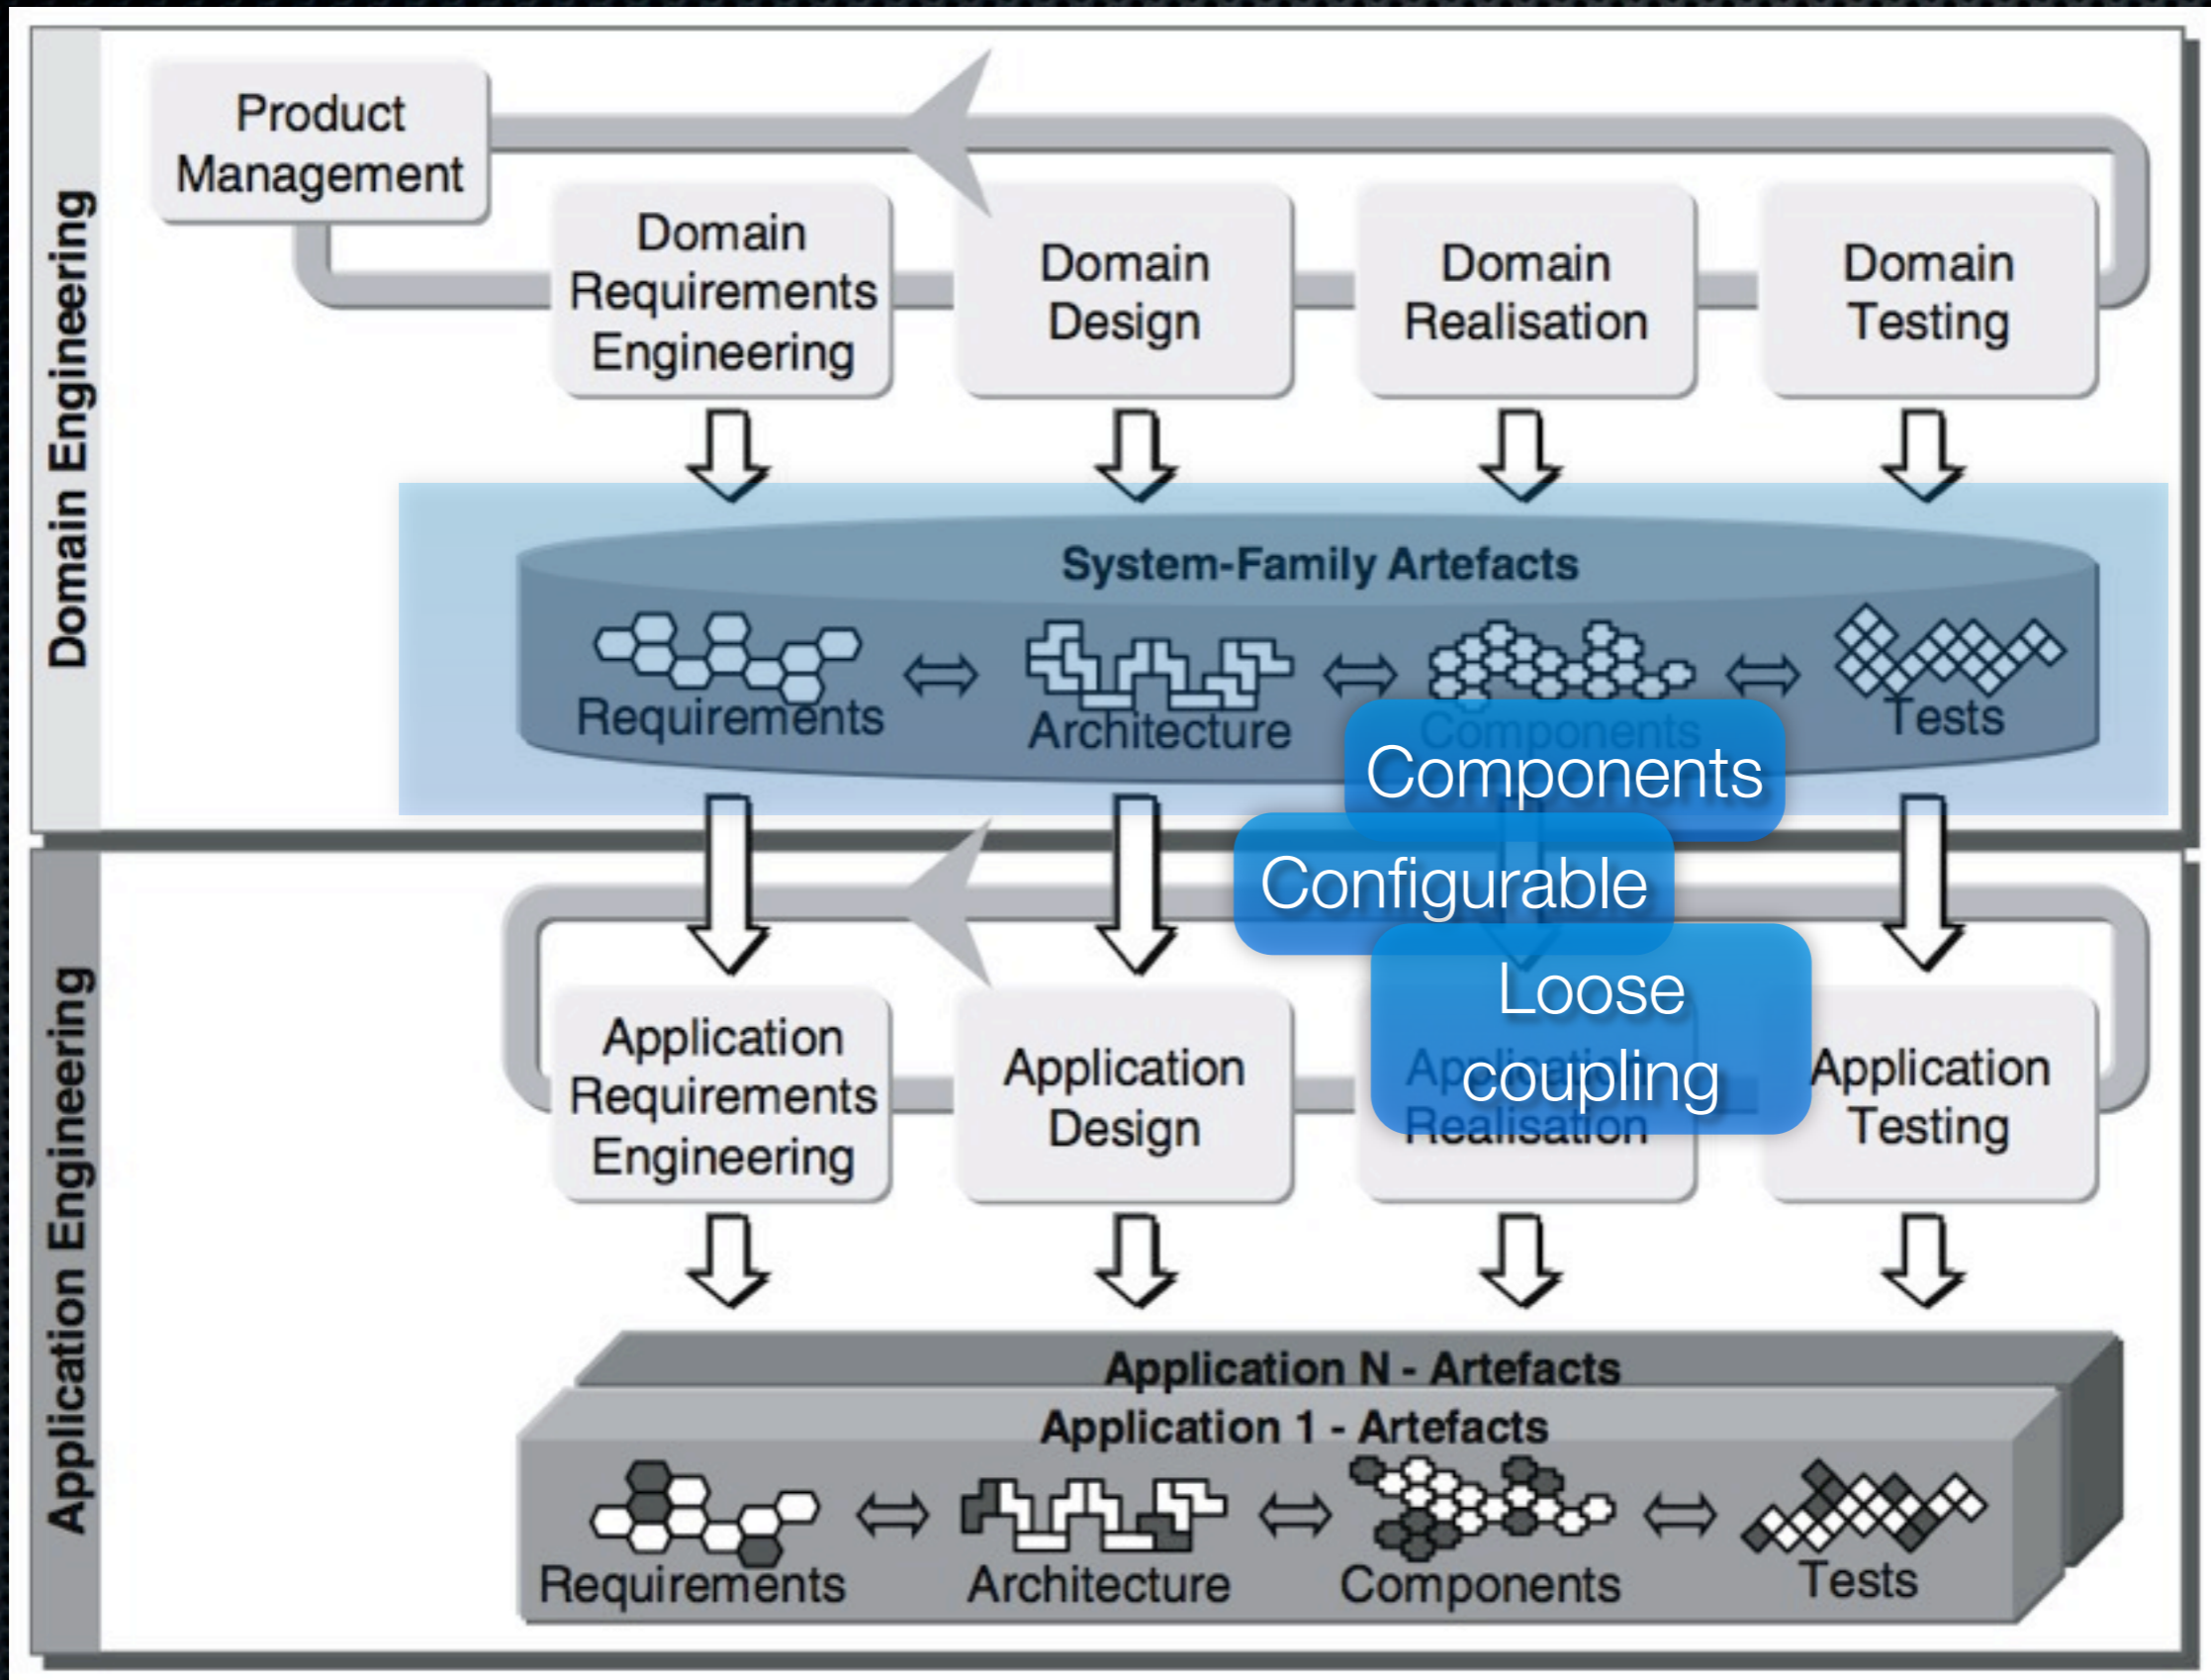 Domain Engineering
Product
Management
Domain
Requirements
Engineering
Domain
Design
Domain
Realisation
Domain
Testing
System-Family Artefacts
Requirements
Architecture
Components
Tests
Components
Configurable
Loose
coupling
Application Engineering
Application
Requirements
Engineering
Application
Design
Application
Realisation
Application
Testing
Application N - Artefacts
Application 1 - Artefacts
Requirements
Architecture
Components
Tests